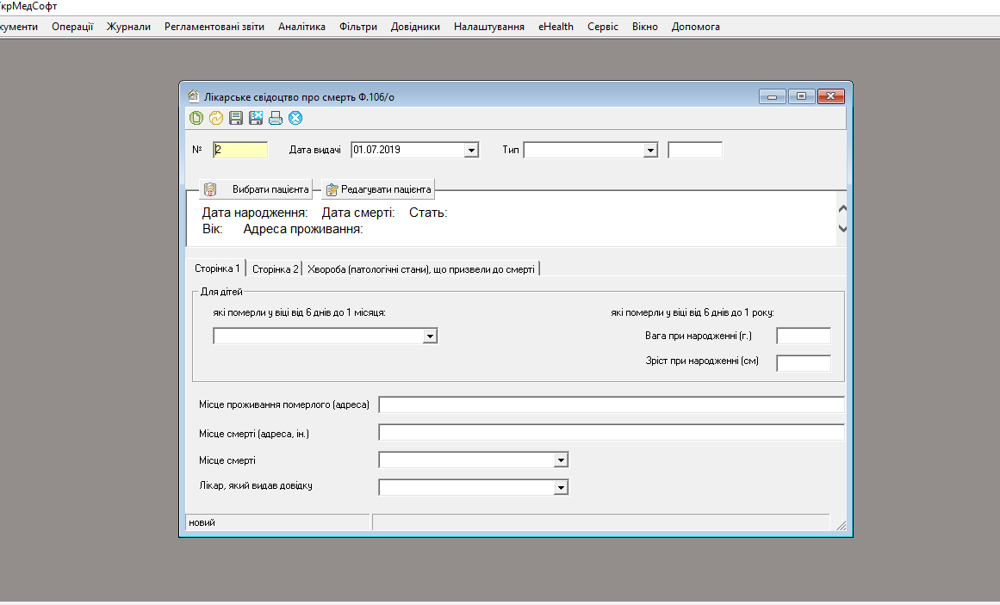 УкрМедСофт
кументи Операції Журнали Регламентовані звіти Аналітика Фільтри Довідники Налаштування eHealth Сервіс Вікно Допомога
Лікарське свідоцтво про смерть Ф.106/о
№ 2 Дата видачі 01.07.2019 Тип
Вибрати пацієнта Редагувати пацієнта
Дата народження: Дата смерті: Стать:
Вік: Адреса проживання:
Сторінка 1 Сторінка 2 Хвороба (патологічні стани), що призвели до смерті
Для дітей
які померли у віці від 6 днів до 1 місяця: які померли у віці від 6 днів до 1 року:
Вага при народженні (г.)
Зріст при народженні (см)
Місце проживання померлого (адреса)
Місце смерті (адреса, ін.)
Місце смерті
Лікар, який видав довідку
новий